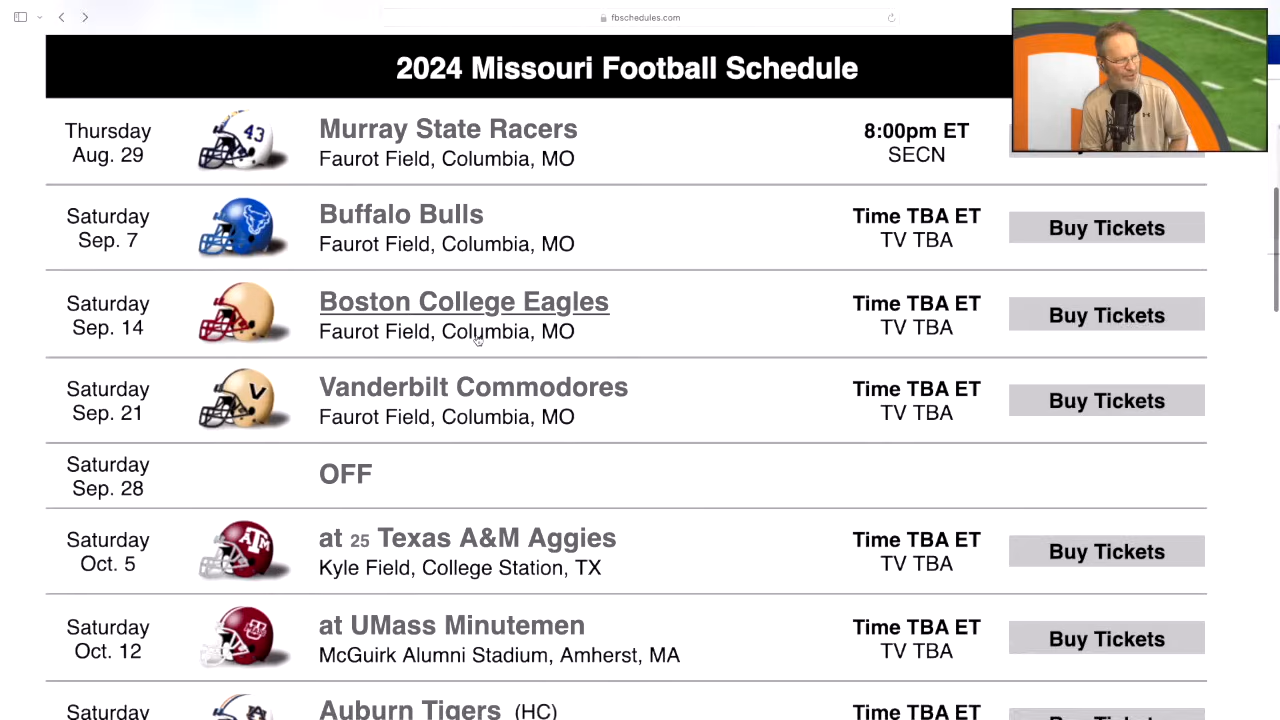 fbschedules.com
2024 Missouri Football Schedule
Thursday
Aug. 29
43
Murray State Racers
Faurot Field, Columbia, MO
8:00pm ET
SECN
Saturday
Sep. 7
Buffalo Bulls
Faurot Field, Columbia, MO
Time TBA ET
TV TBA
Buy Tickets
Saturday
Sep. 14
Boston College Eagles
Faurot Field, Columbia, MO
Time TBA ET
TV TBA
Buy Tickets
Saturday
Sep. 21
V
Vanderbilt Commodores
Faurot Field, Columbia, MO
Time TBA ET
TV TBA
Buy Tickets
Saturday
Sep. 28
OFF
Saturday
Oct. 5
ATM
at 25 Texas A&M Aggies
Kyle Field, College Station, TX
Time TBA ET
TV TBA
Buy Tickets
Saturday
Oct. 12
at UMass Minutemen
McGuirk Alumni Stadium, Amherst, MA
Time TBA ET
TV TBA
Buy Tickets
Saturday
Auburn Tigers (HC)
Time TBA ET